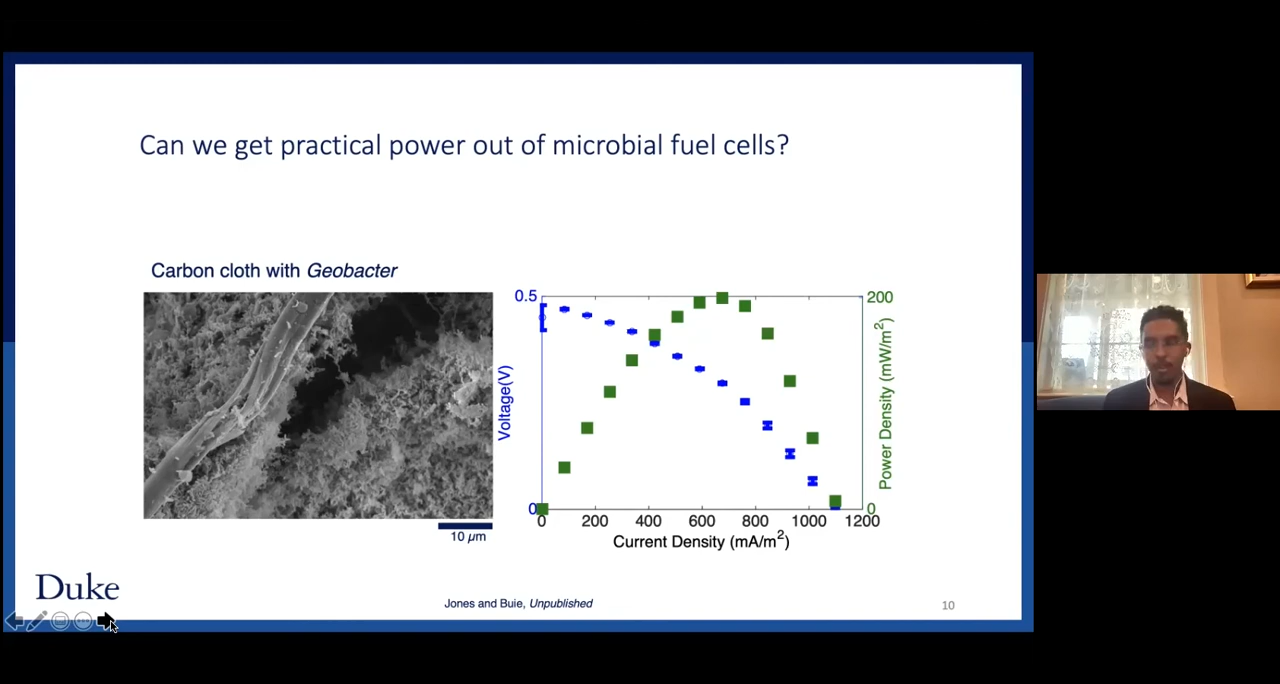 Can we get practical power out of microbial fuel cells?
Carbon cloth with Geobacter
10 µm
0.5
0
Voltage(V)
200
0
Power Density (mW/m²)
0 200 400 600 800 1000 1200
Current Density (mA/m²)
Duke
Jones and Buie, Unpublished
10